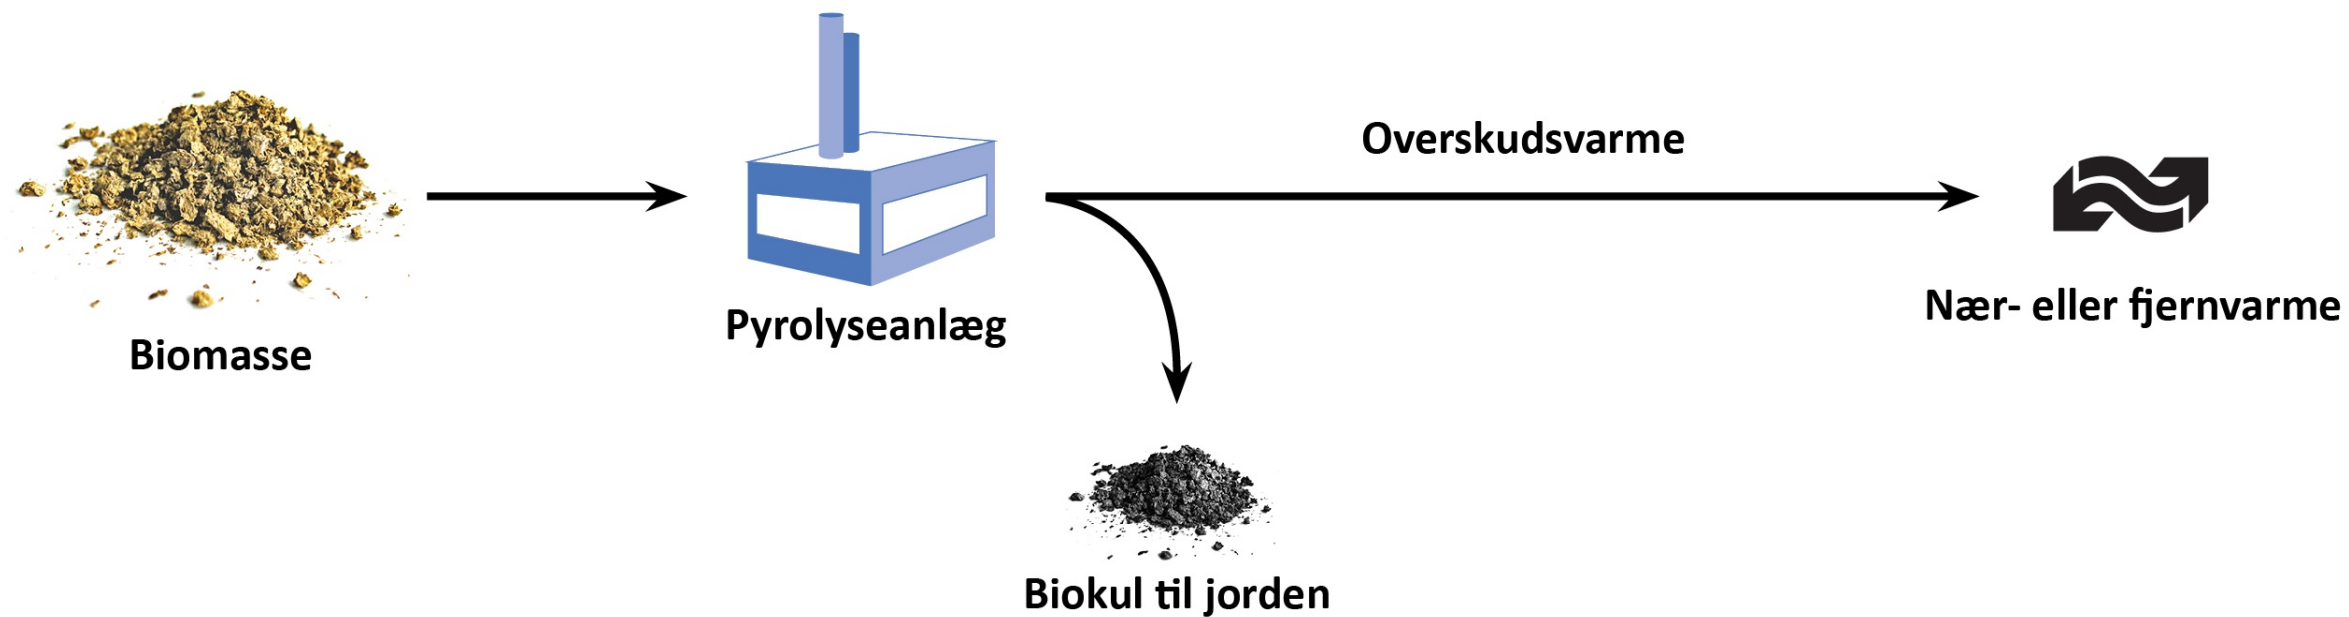 Overskudsvarme
Nær- eller fjernvarme
Pyrolyseanlæg
Biomasse
Biokul til jorden